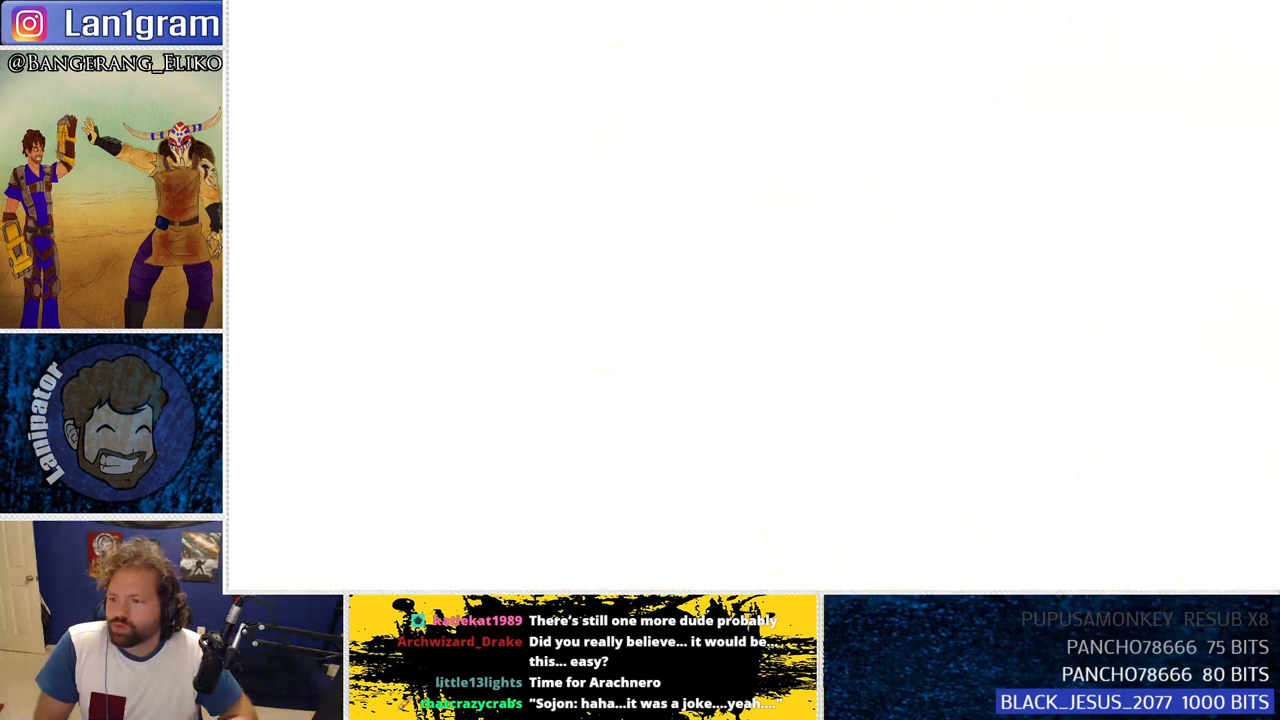 Lan1gram
@BANGERANG_ELIKO
Lanipator
katiekat1989 There's still one more dude probably
Archwizard_Drake Did you really believe... it would be...
this... easy?
little13lights Time for Arachnero
thatcrazycrabs "Sojon: haha...it was a joke....yeah...."
PUPUSAMONKEY RESUB X8
PANCHO78666 75 BITS
PANCHO78666 80 BITS
BLACK_JESUS_2077 1000 BITS